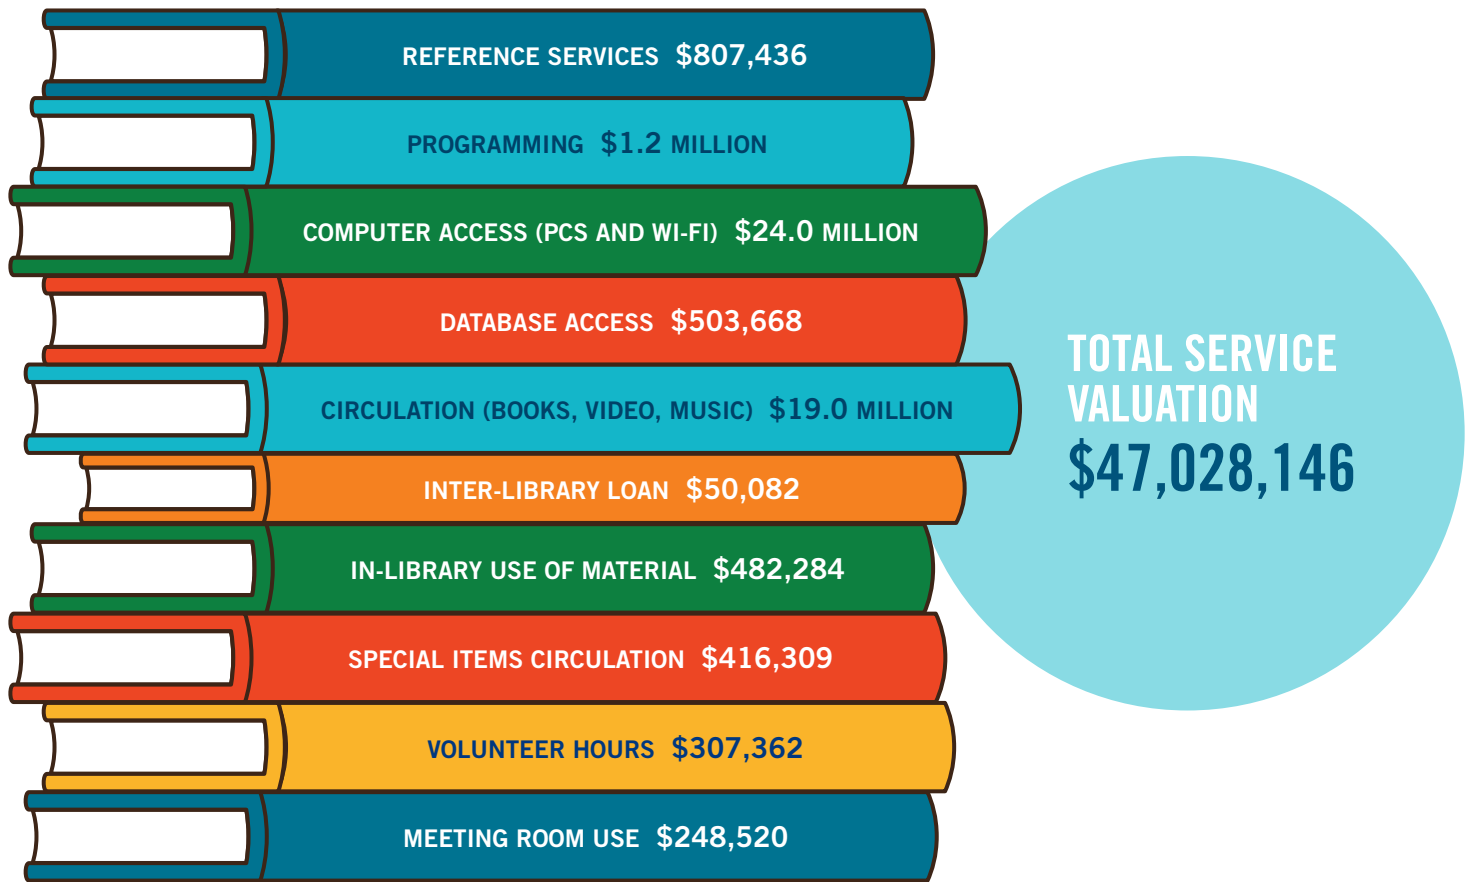 REFERENCE SERVICES $807,436
PROGRAMMING $1.2 MILLION
COMPUTER ACCESS (PCS AND WI-FI) $24.0 MILLION
DATABASE ACCESS $503,668
CIRCULATION (BOOKS, VIDEO, MUSIC) $19.0 MILLION
INTER-LIBRARY LOAN $50,082
IN-LIBRARY USE OF MATERIAL $482,284
SPECIAL ITEMS CIRCULATION $416,309
VOLUNTEER HOURS $307,362
MEETING ROOM USE $248,520
TOTAL SERVICE
VALUATION
$47,028,146